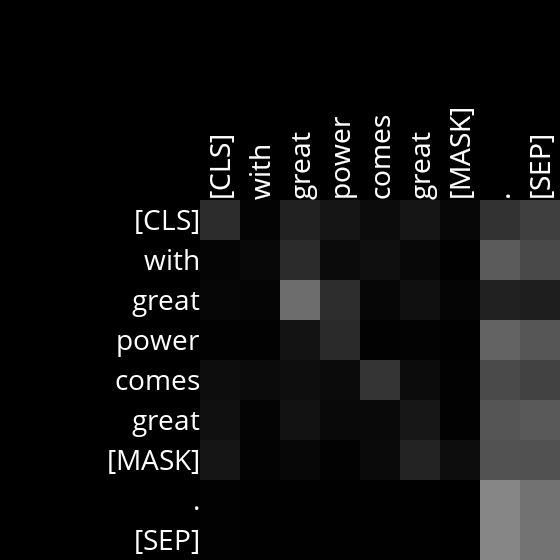 [CLS] with great power comes great [MASK] . [SEP]
[CLS]
with
great
power
comes
great
[MASK]
.
[SEP]